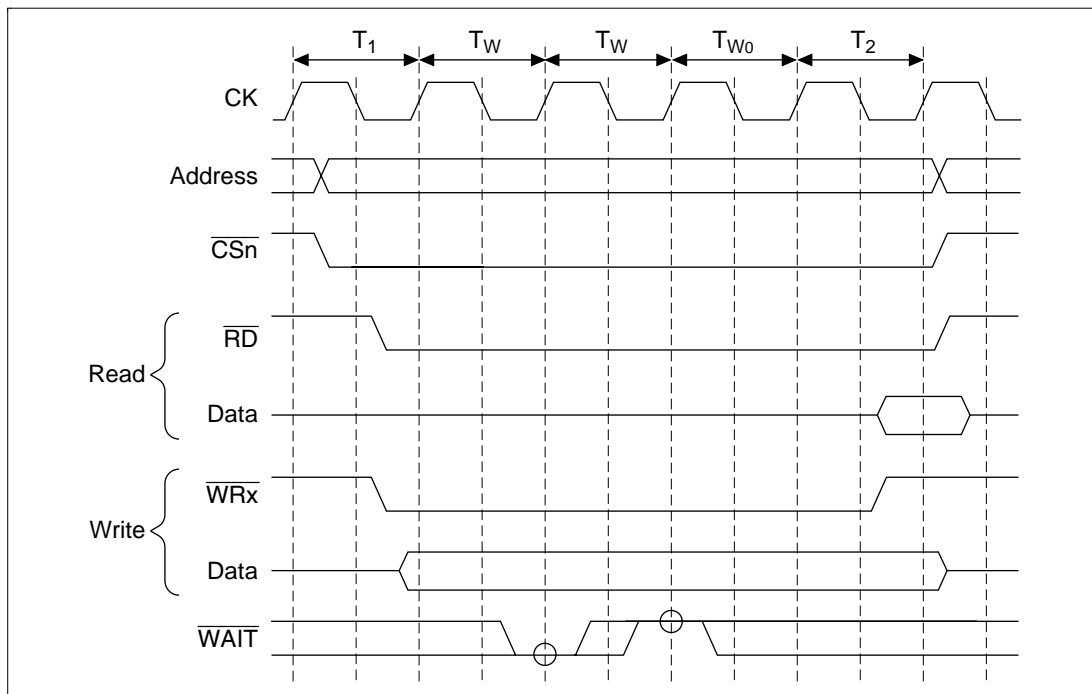 T1 TW TW TW0 T2
CK
Address
CSn
RD
Read
Data
WRx
Write
Data
WAIT